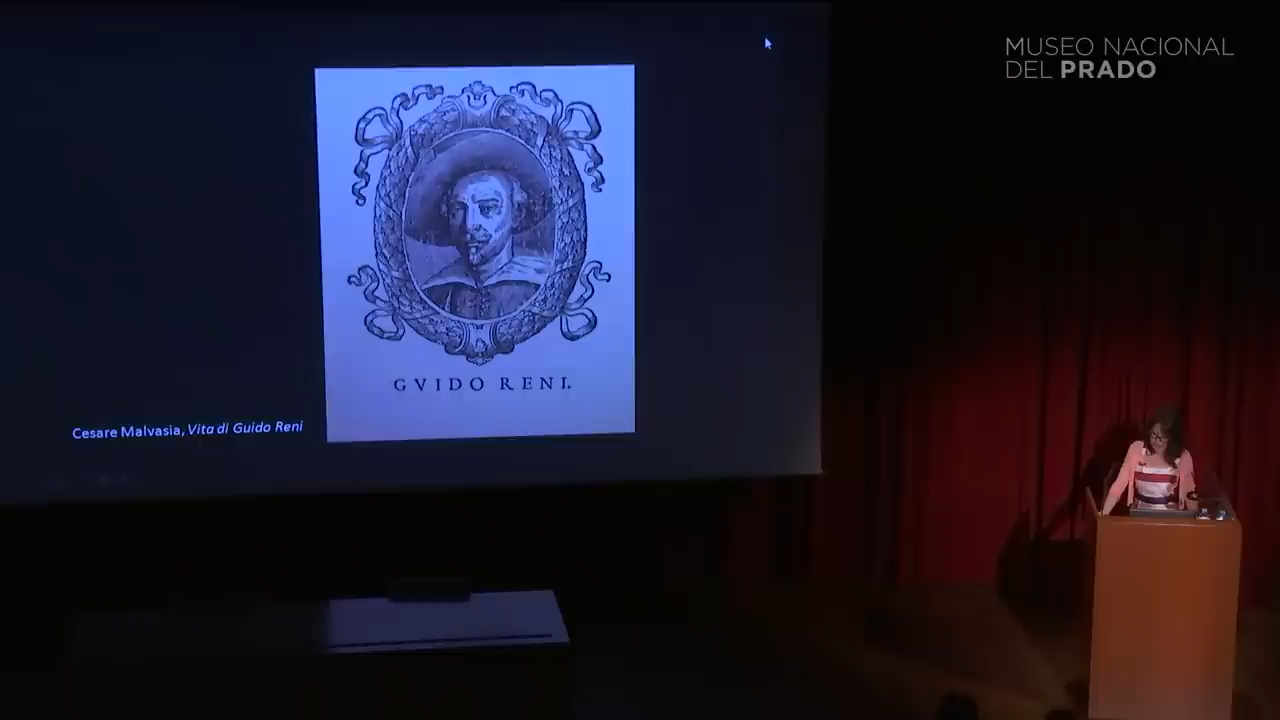 MUSEO NACIONAL
DEL PRADO
GVIDO RENI.
Cesare Malvasia, Vita di Guido Reni